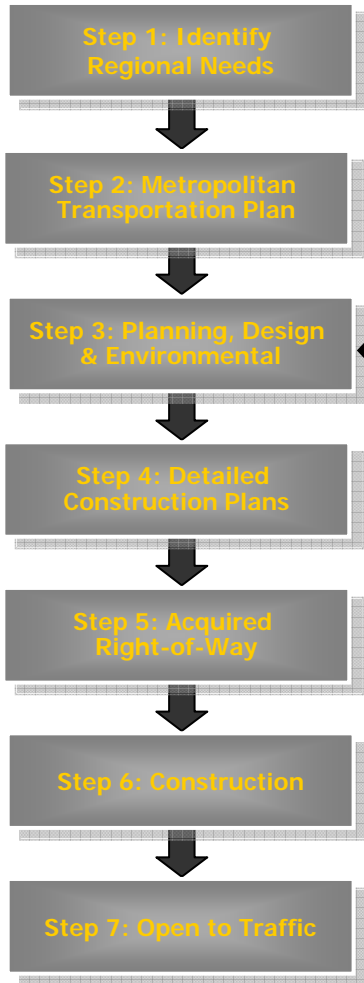 Step 1: Identify
Regional Needs
Step 2: Metropolitan
Transportation Plan
Step 3: Planning, Design
& Environmental
Step 4: Detailed
Construction Plans
Step 5: Acquired
Right-of-Way
Step 6: Construction
Step 7: Open to Traffic